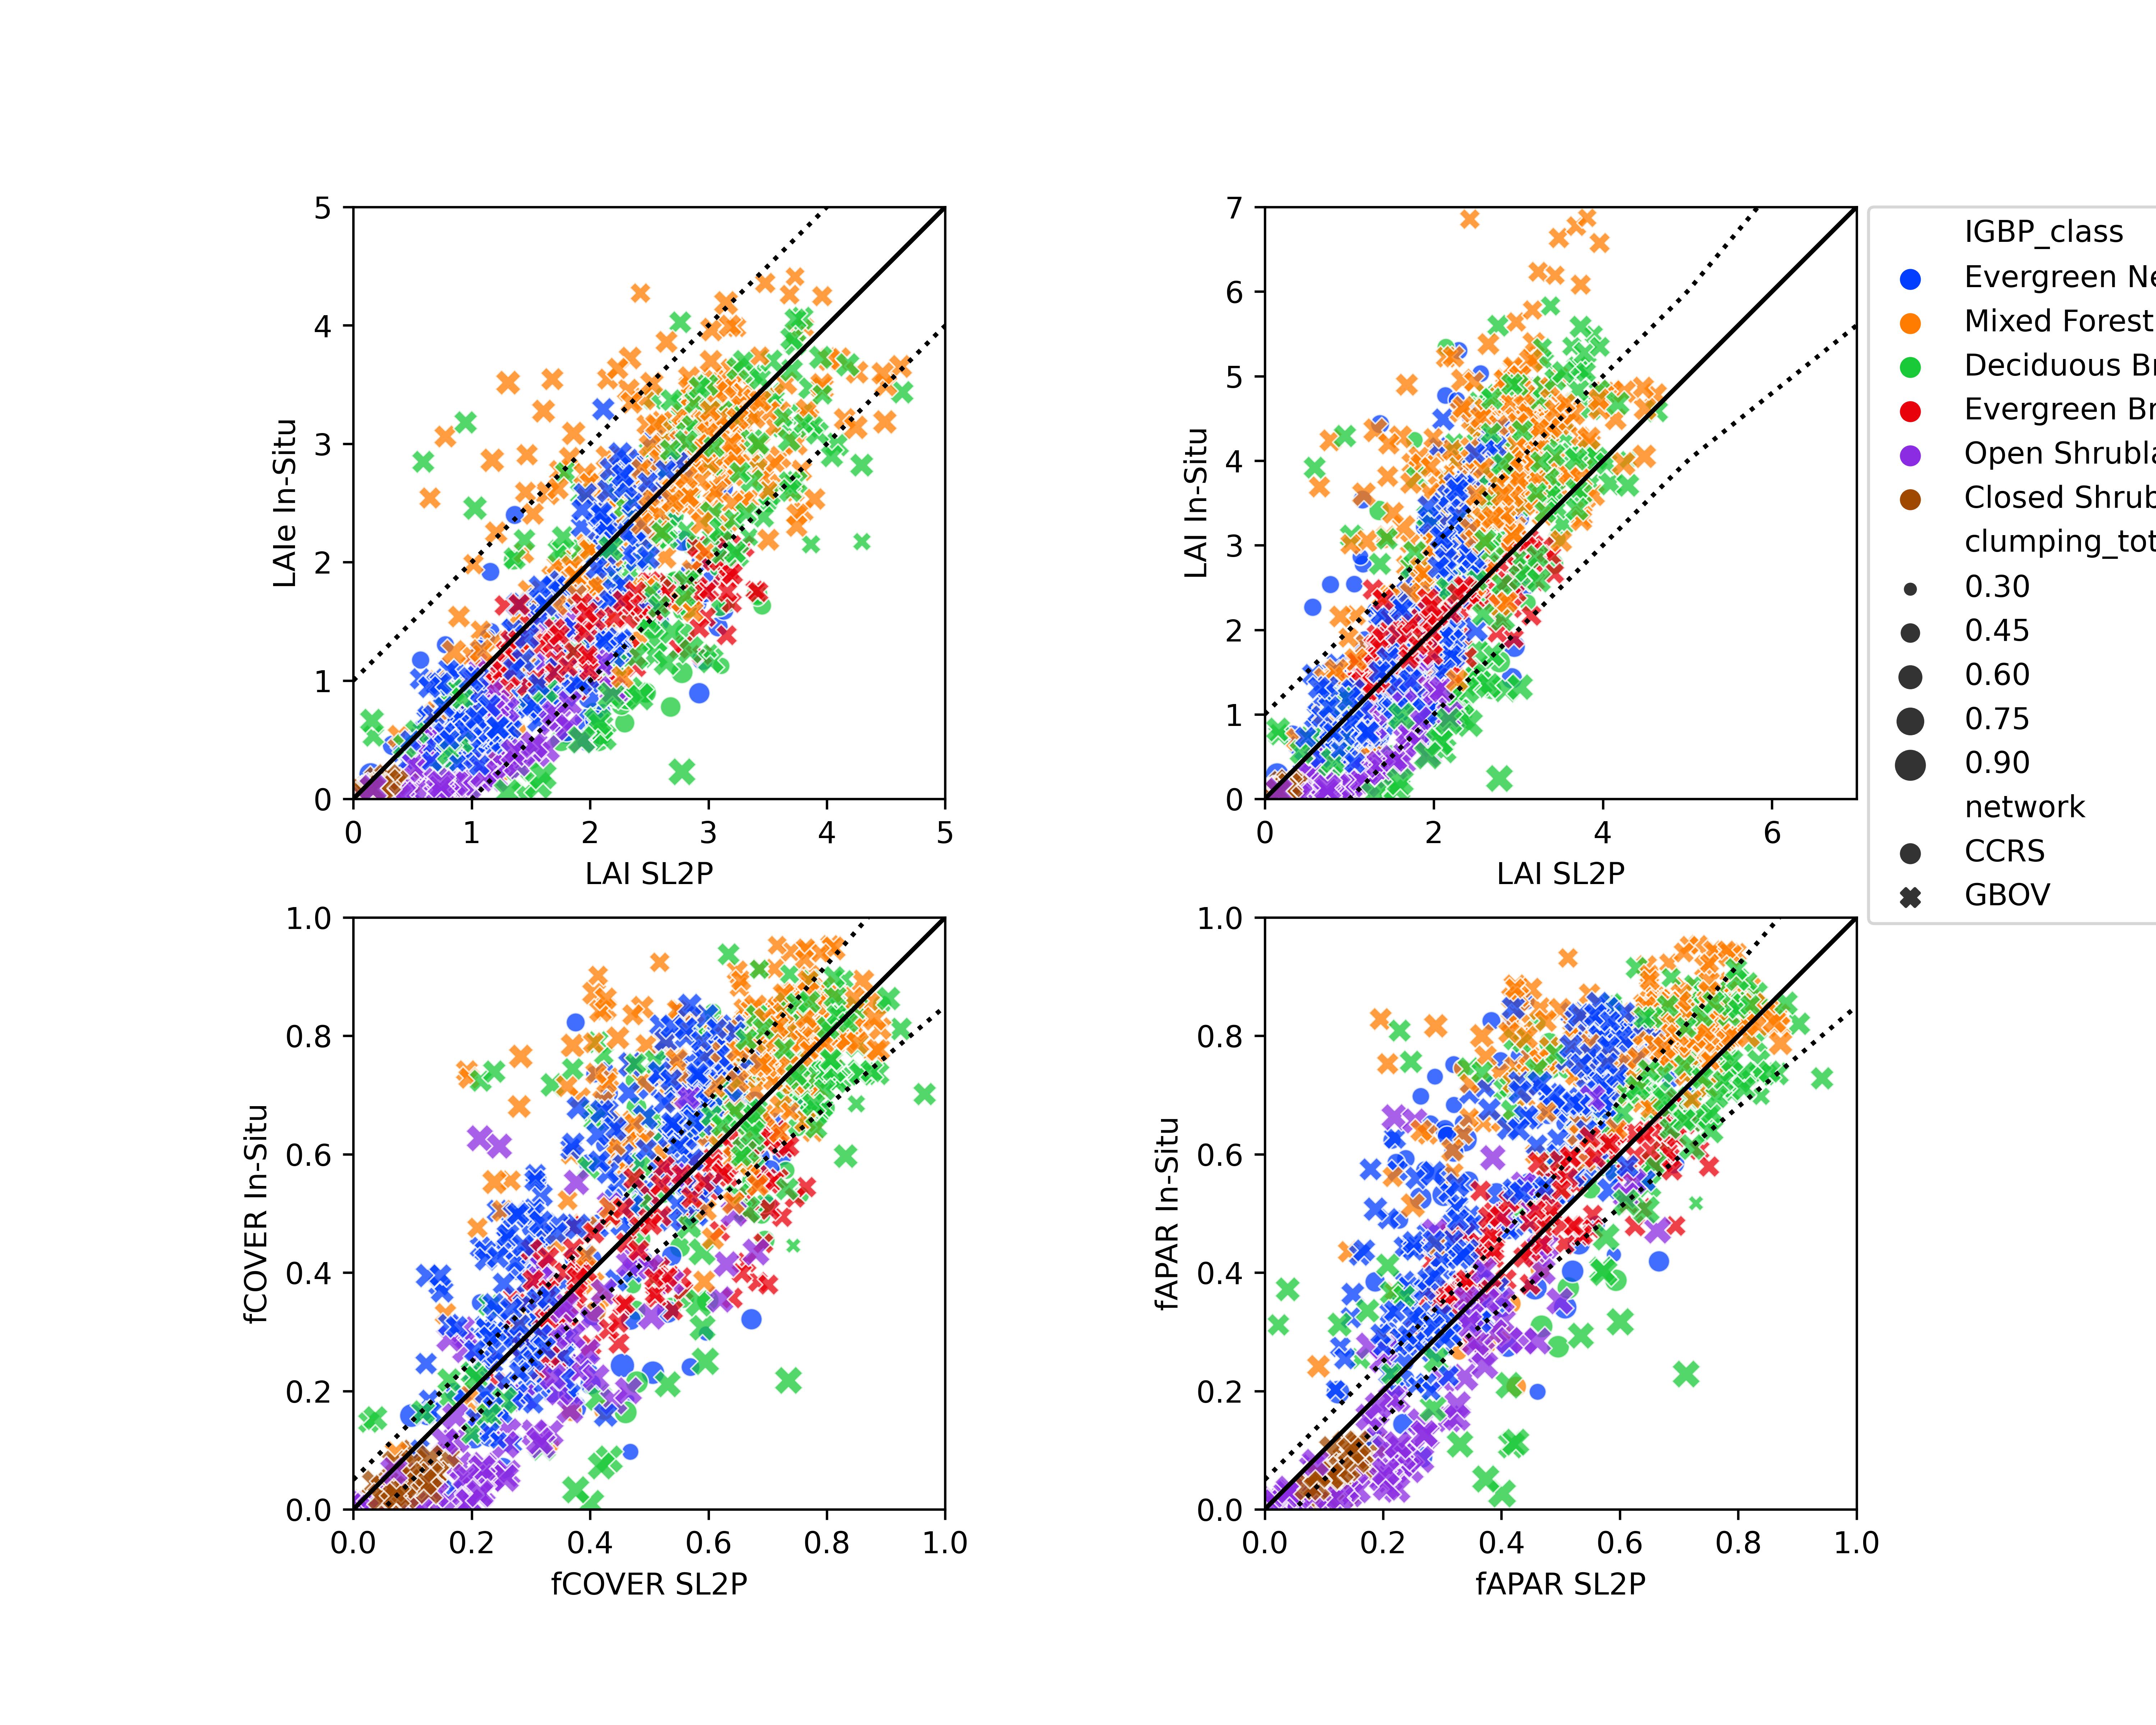 5
4
3
2
1
0
0 1 2 3 4 5
LAIe In-Situ
LAI SL2P
7
6
5
4
3
2
1
0
0 2 4 6
LAI In-Situ
LAI SL2P
IGBP_class
Evergreen Ne
Mixed Forest
Deciduous Br
Evergreen Br
Open Shrubla
Closed Shrub
clumping_tot
0.30
0.45
0.60
0.75
0.90
network
CCRS
GBOV
1.0
0.8
0.6
0.4
0.2
0.0
0.0 0.2 0.4 0.6 0.8 1.0
fCOVER In-Situ
fCOVER SL2P
1.0
0.8
0.6
0.4
0.2
0.0
0.0 0.2 0.4 0.6 0.8 1.0
fAPAR In-Situ
fAPAR SL2P